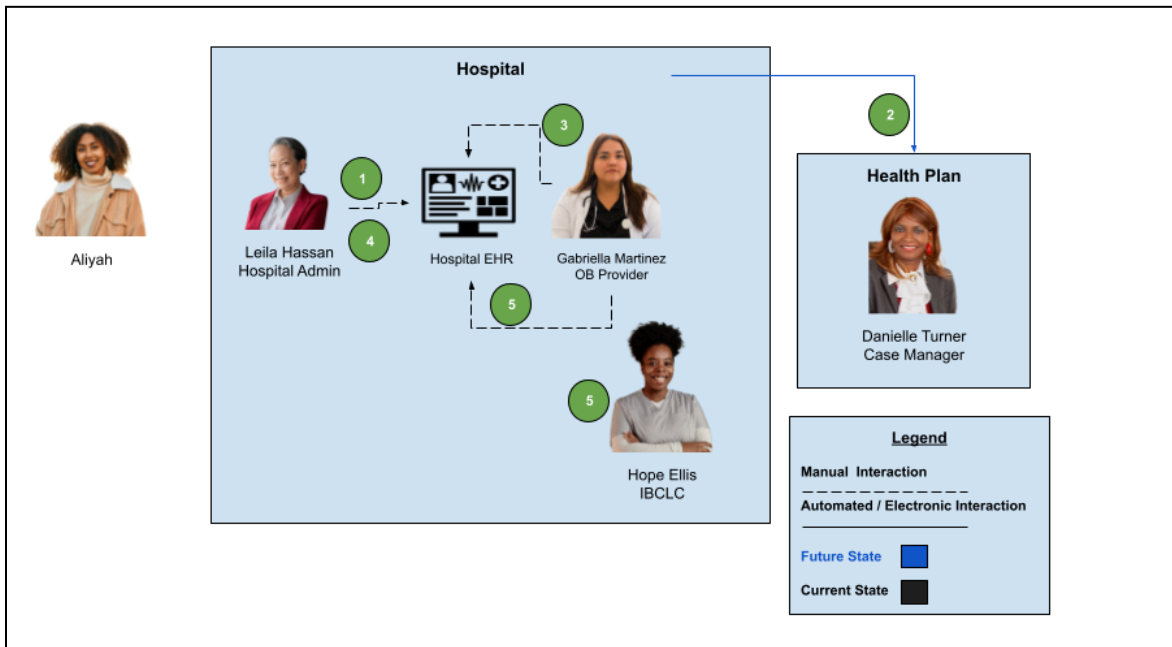 Hospital
2
3
Health Plan
1
4
Aliyah
Leila Hassan
Hospital Admin
Hospital EHR
Gabriella Martinez
OB Provider
5
Danielle Turner
Case Manager
5
Hope Ellis
IBCLC
Legend
Manual Interaction
Automated / Electronic Interaction
Future State
Current State